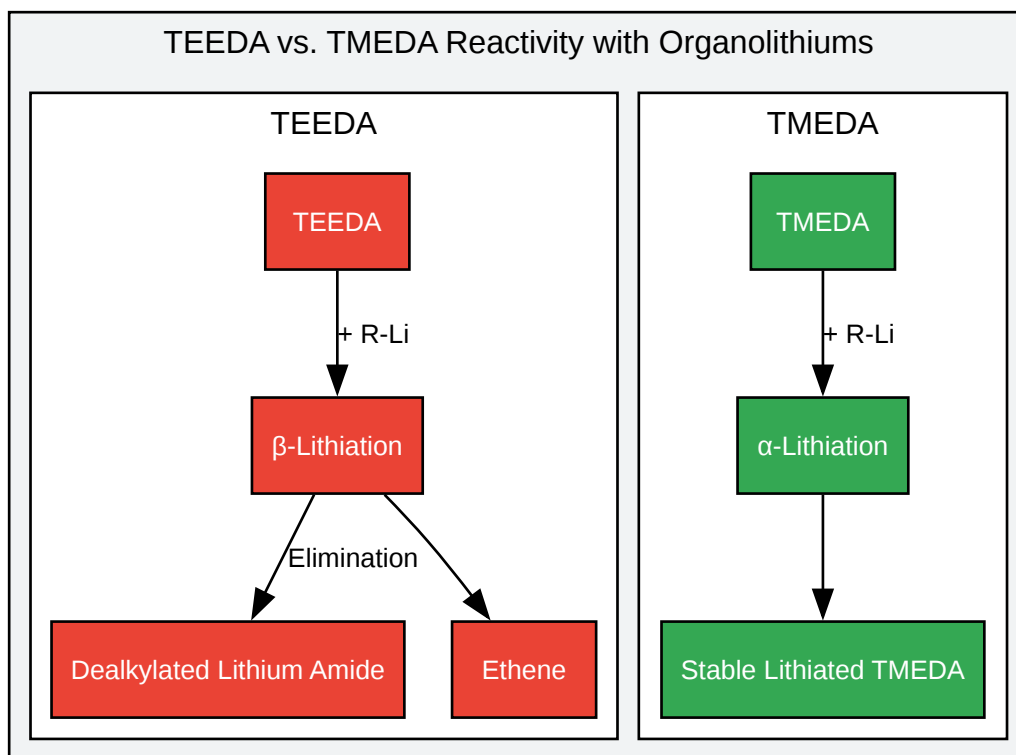 TEEDA vs. TMEDA Reactivity with Organolithiums
TEEDA
TEEDA
+ R-Li
β-Lithiation
Elimination
Dealkylated Lithium Amide
Ethene
TMEDA
TMEDA
+ R-Li
α-Lithiation
Stable Lithiated TMEDA